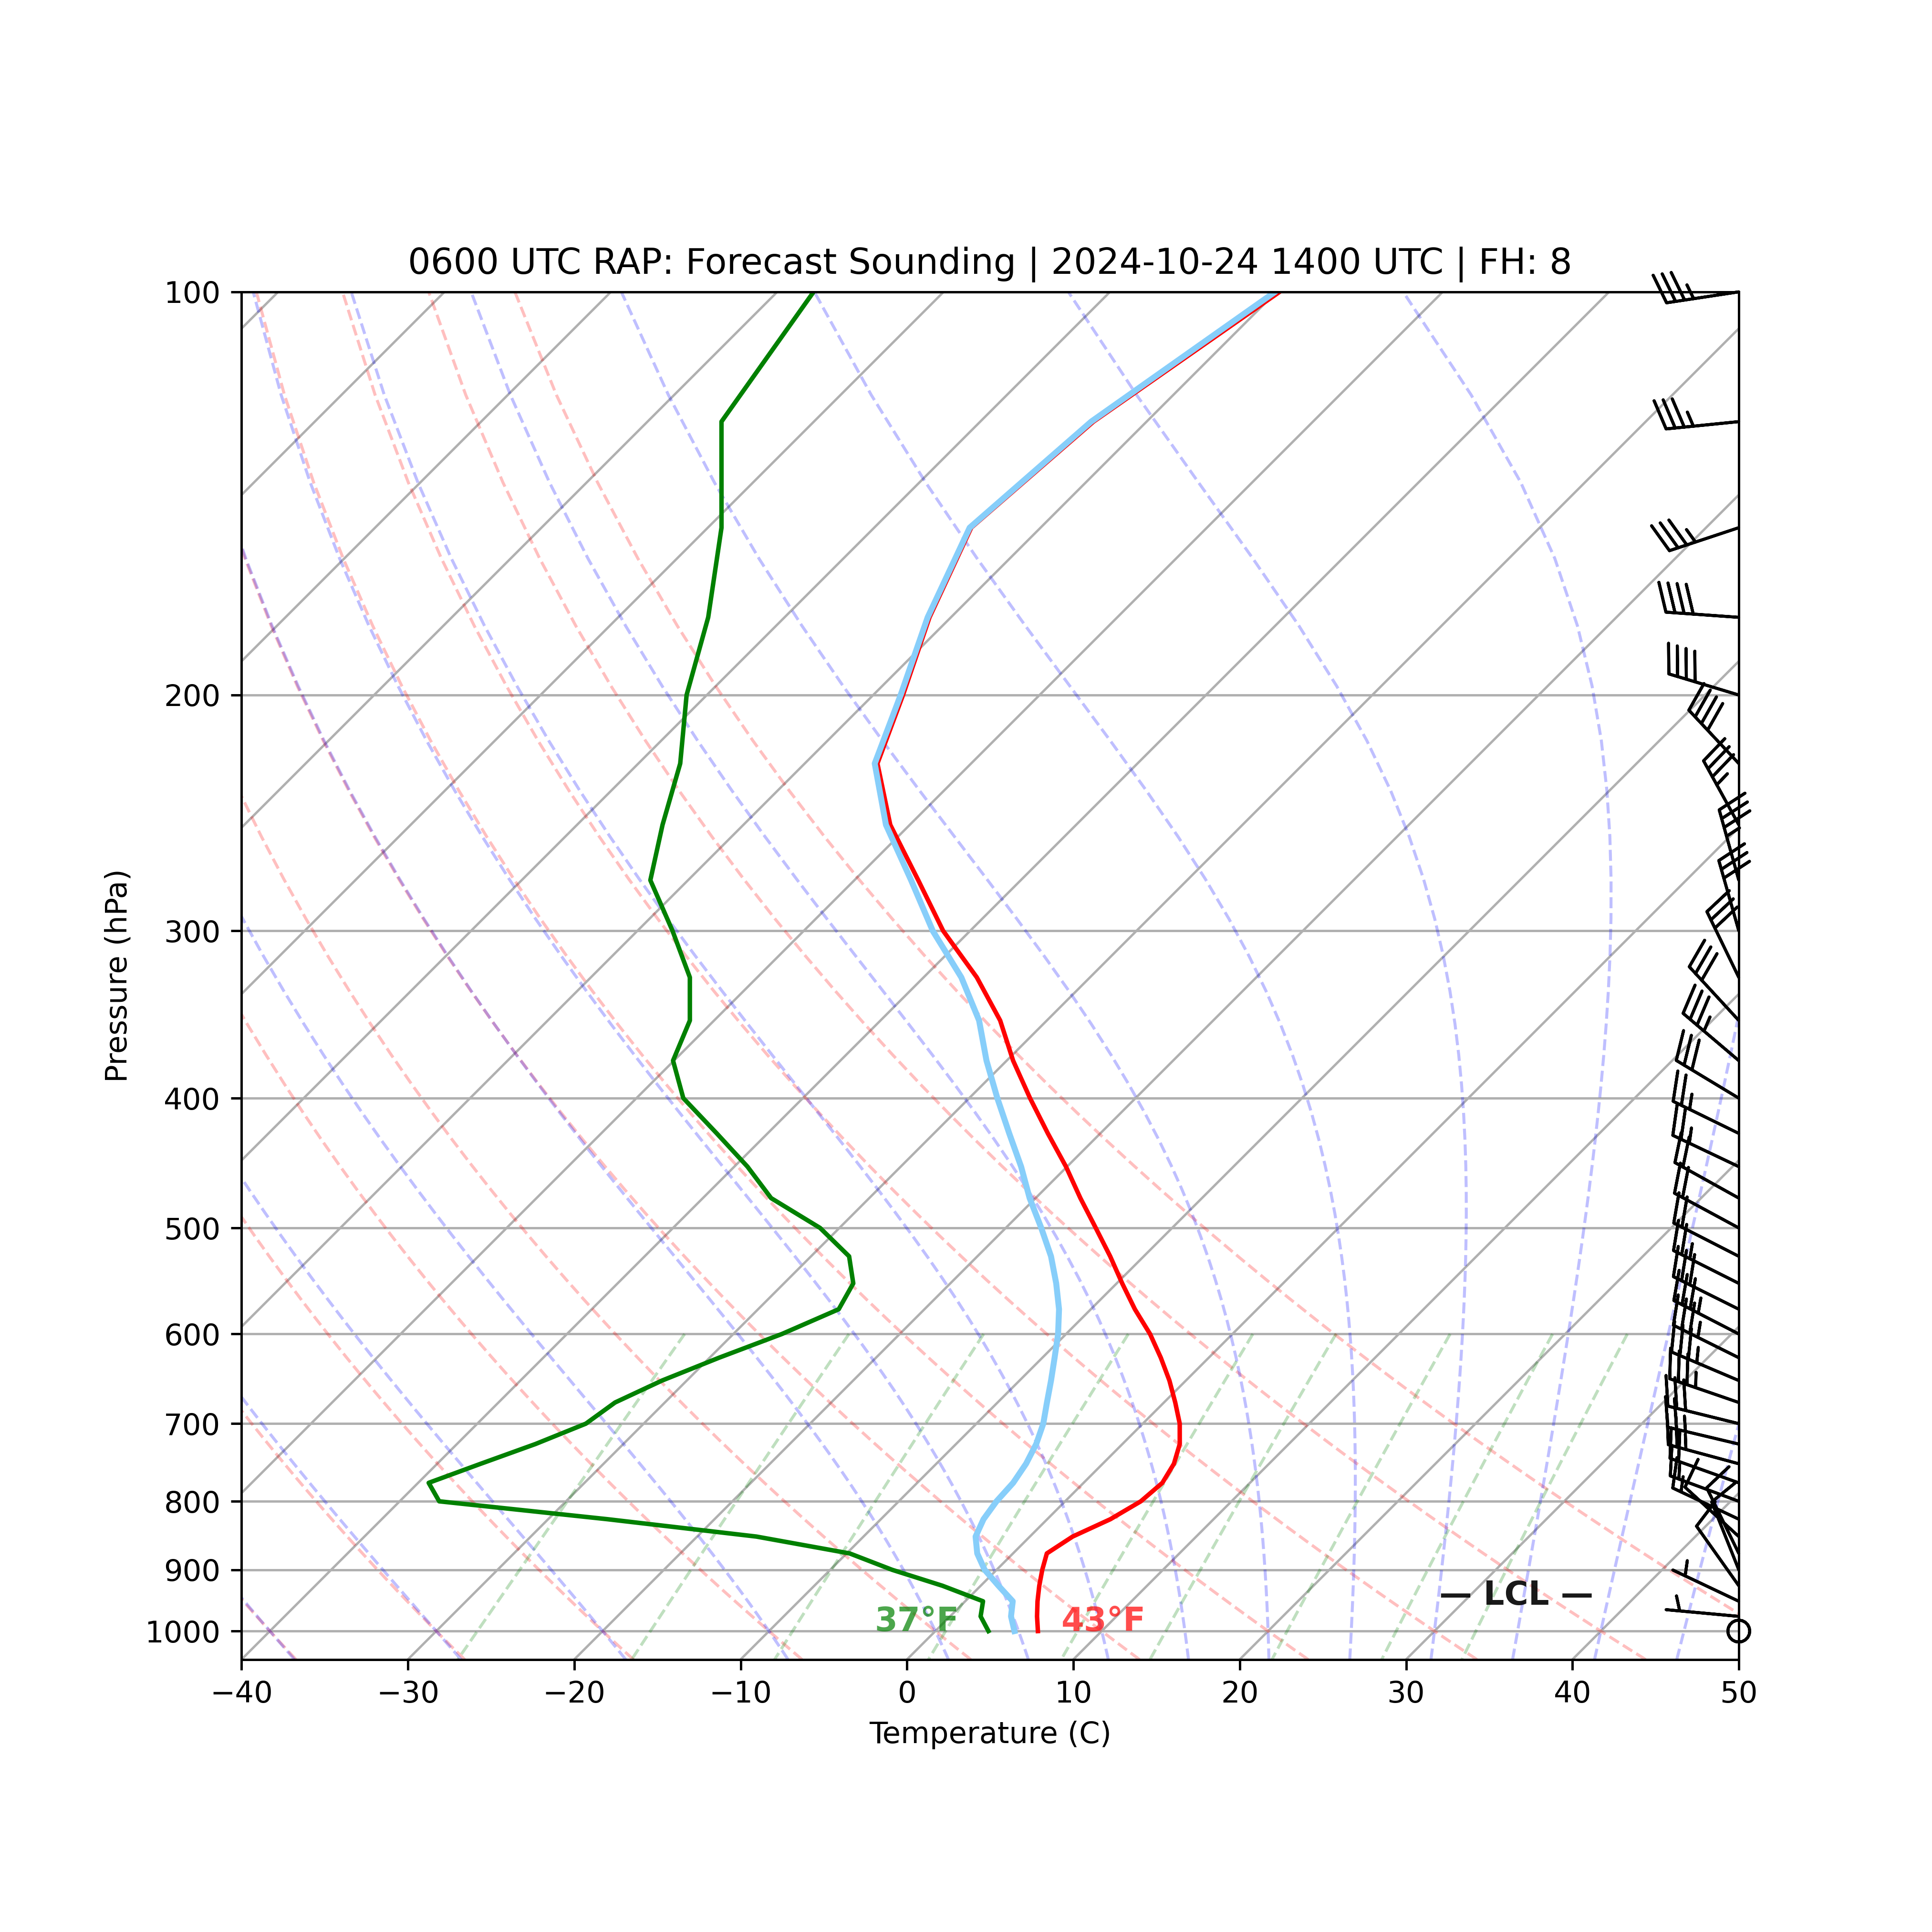 0600 UTC RAP: Forecast Sounding | 2024-10-24 1400 UTC | FH: 8
100
200
300
400
500
600
700
800
900
1000
Pressure (hPa)
— LCL —
37°F
43°F
−40 −30 −20 −10 0 10 20 30 40 50
Temperature (C)